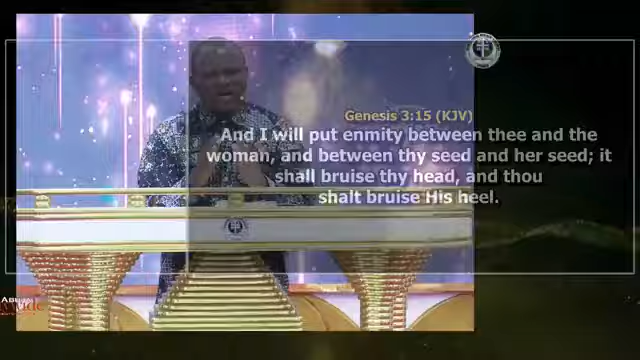 Genesis 3:15 (KJV)
And I will put enmity between thee and the
woman, and between thy seed and her seed; it
shall bruise thy head, and thou
shalt bruise His heel.